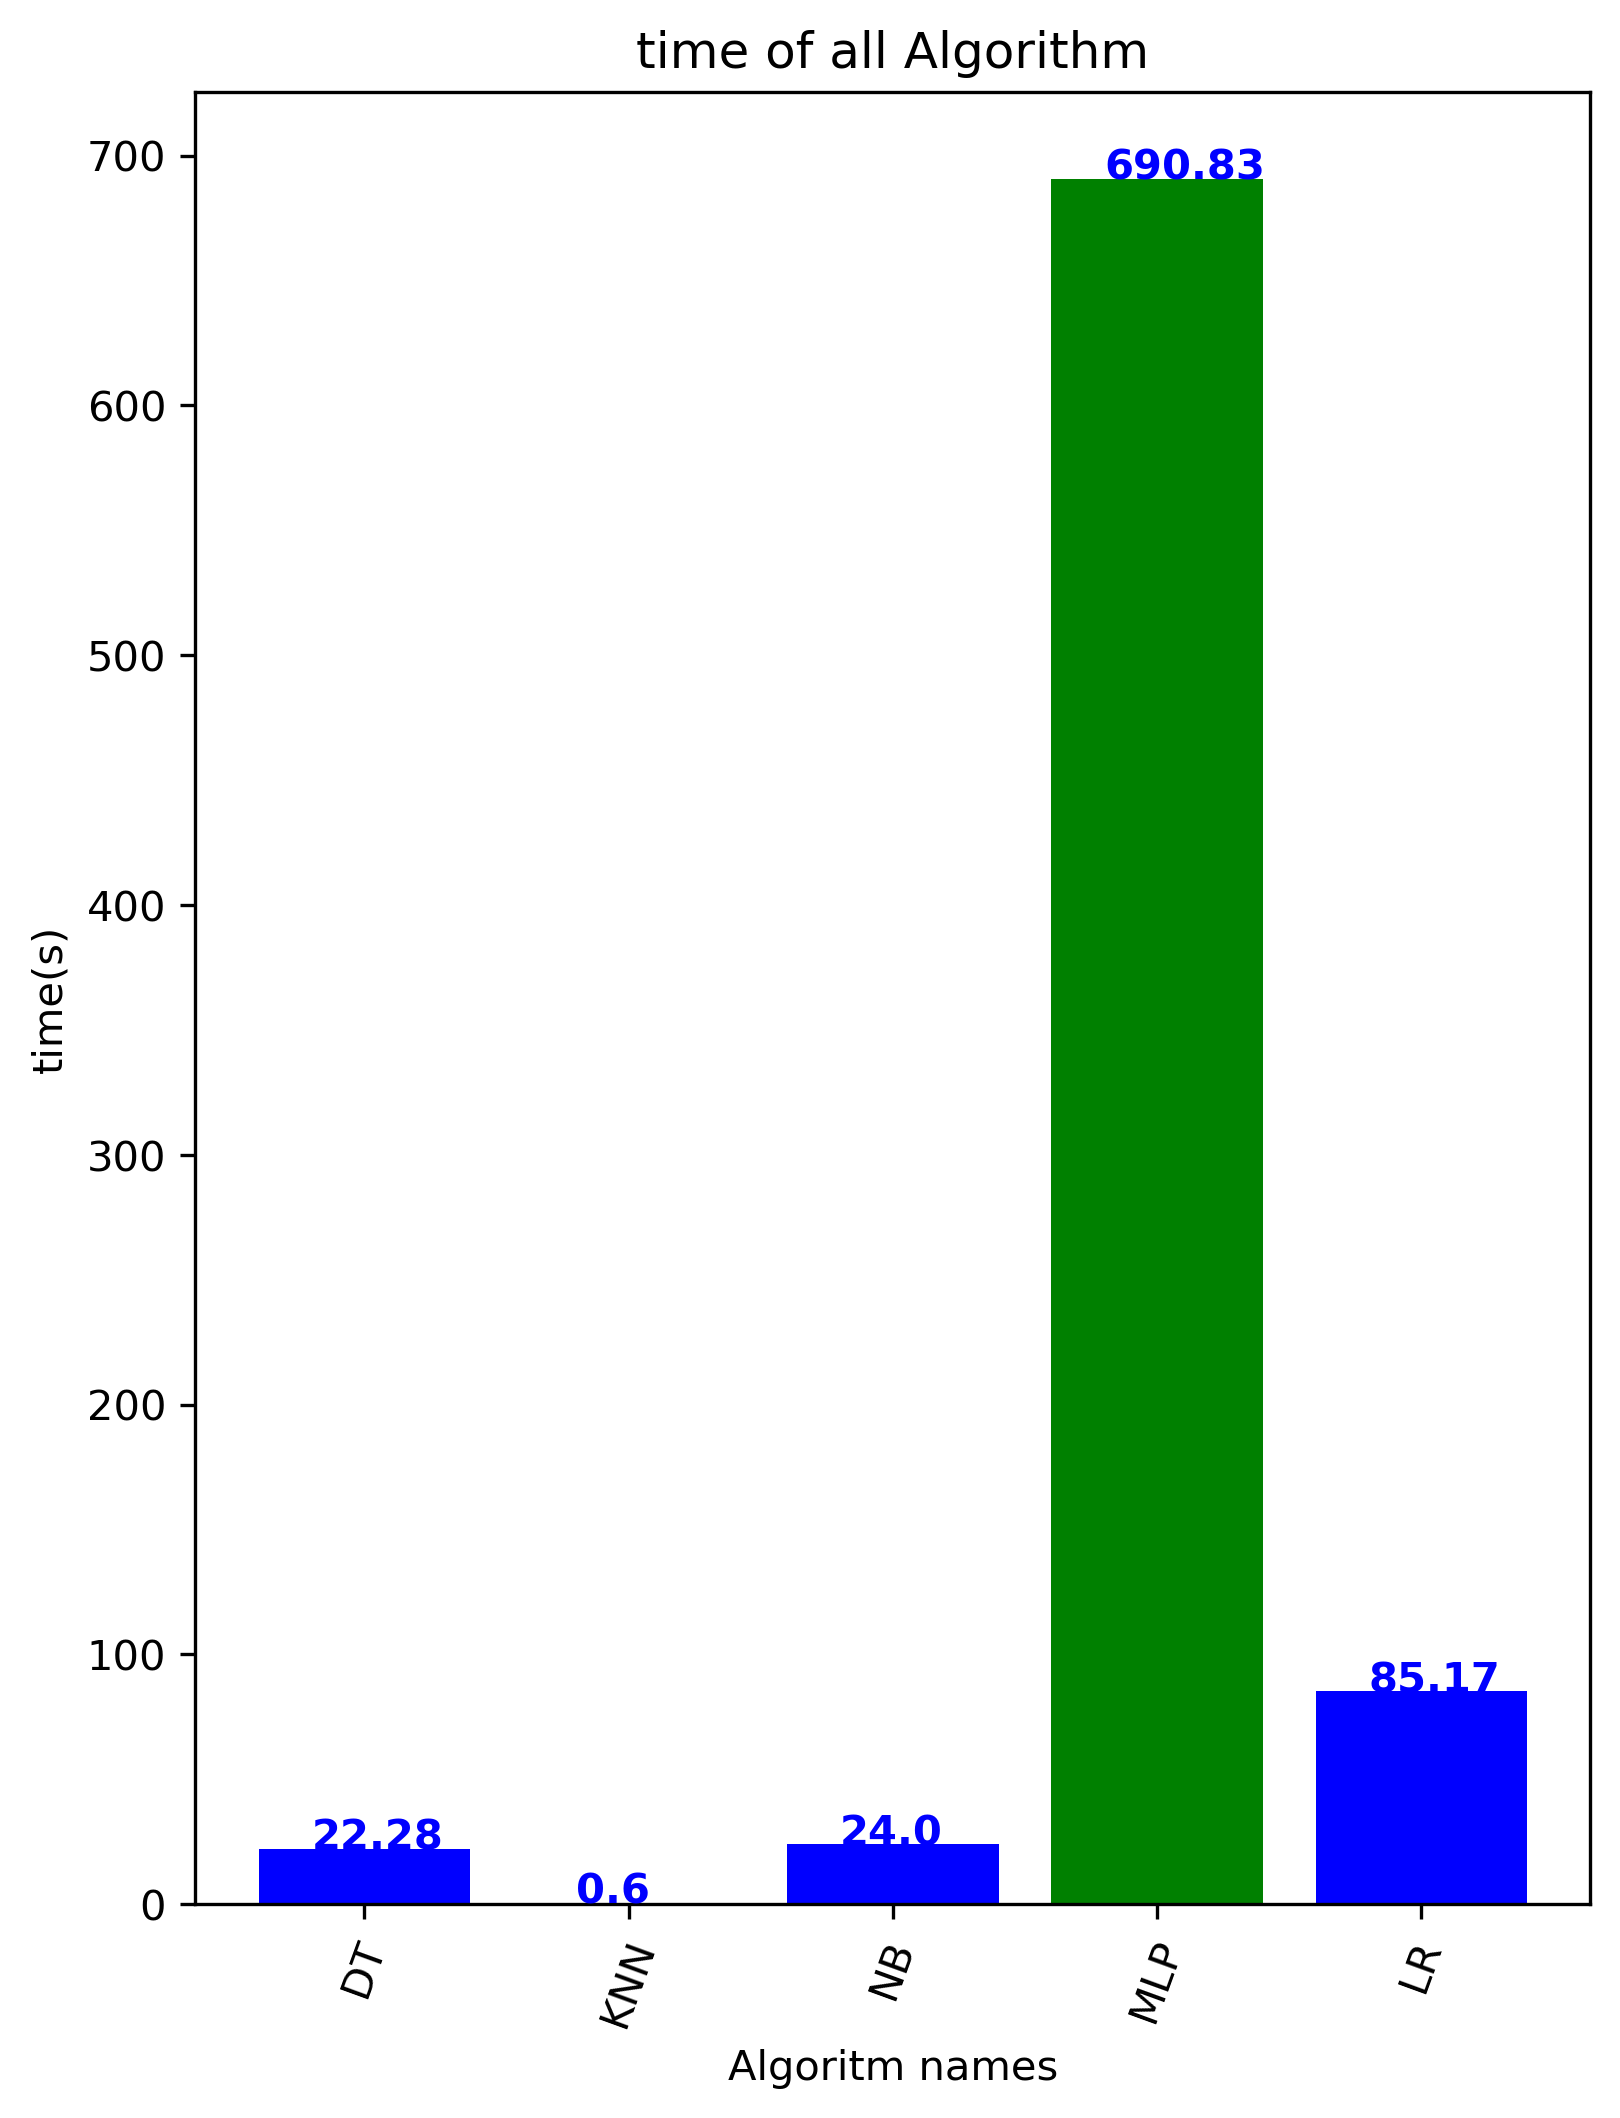 time of all Algorithm
700
600
500
400
300
200
100
0
time(s)
690.83
85.17
22.28
24.0
0.6
DT
KNN
NB
MLP
LR
Algoritm names